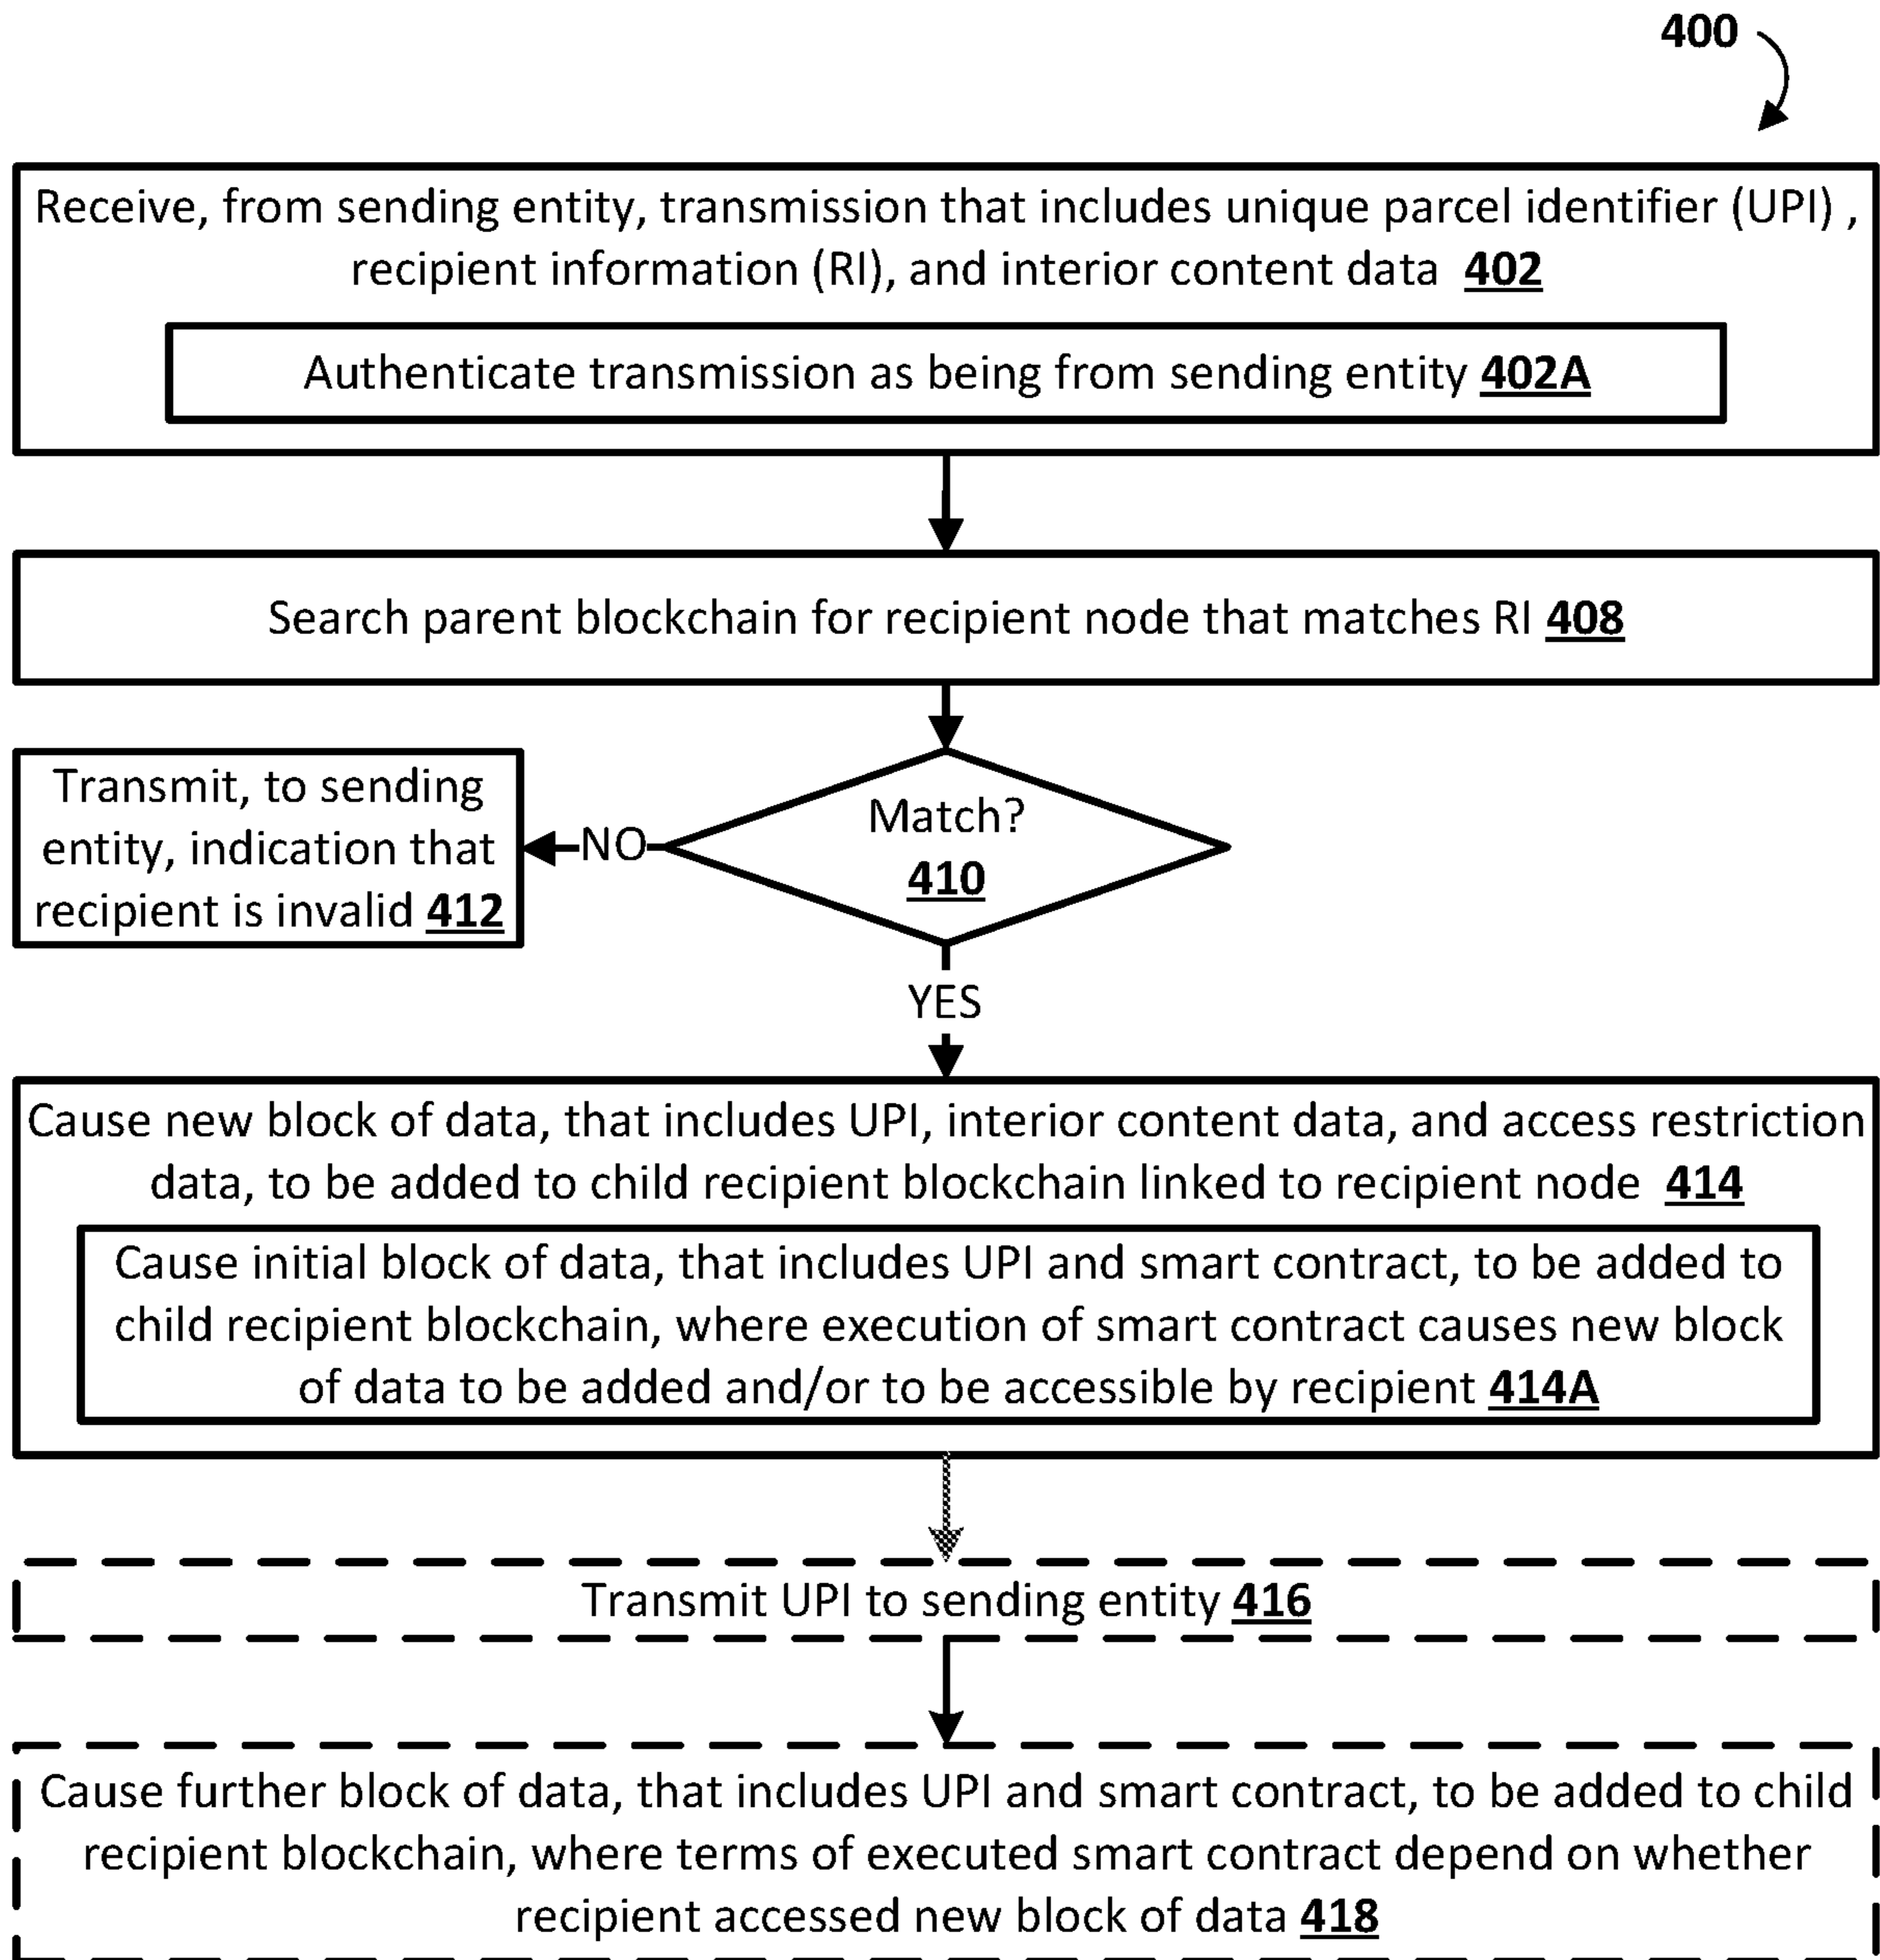 400
Receive, from sending entity, transmission that includes unique parcel identifier (UPI) ,
recipient information (RI), and interior content data 402
Authenticate transmission as being from sending entity 402A
Search parent blockchain for recipient node that matches RI 408
Match?
410
NO
Transmit, to sending
entity, indication that
recipient is invalid 412
YES
Cause new block of data, that includes UPI, interior content data, and access restriction
data, to be added to child recipient blockchain linked to recipient node 414
Cause initial block of data, that includes UPI and smart contract, to be added to
child recipient blockchain, where execution of smart contract causes new block
of data to be added and/or to be accessible by recipient 414A
Transmit UPI to sending entity 416
Cause further block of data, that includes UPI and smart contract, to be added to child
recipient blockchain, where terms of executed smart contract depend on whether
recipient accessed new block of data 418